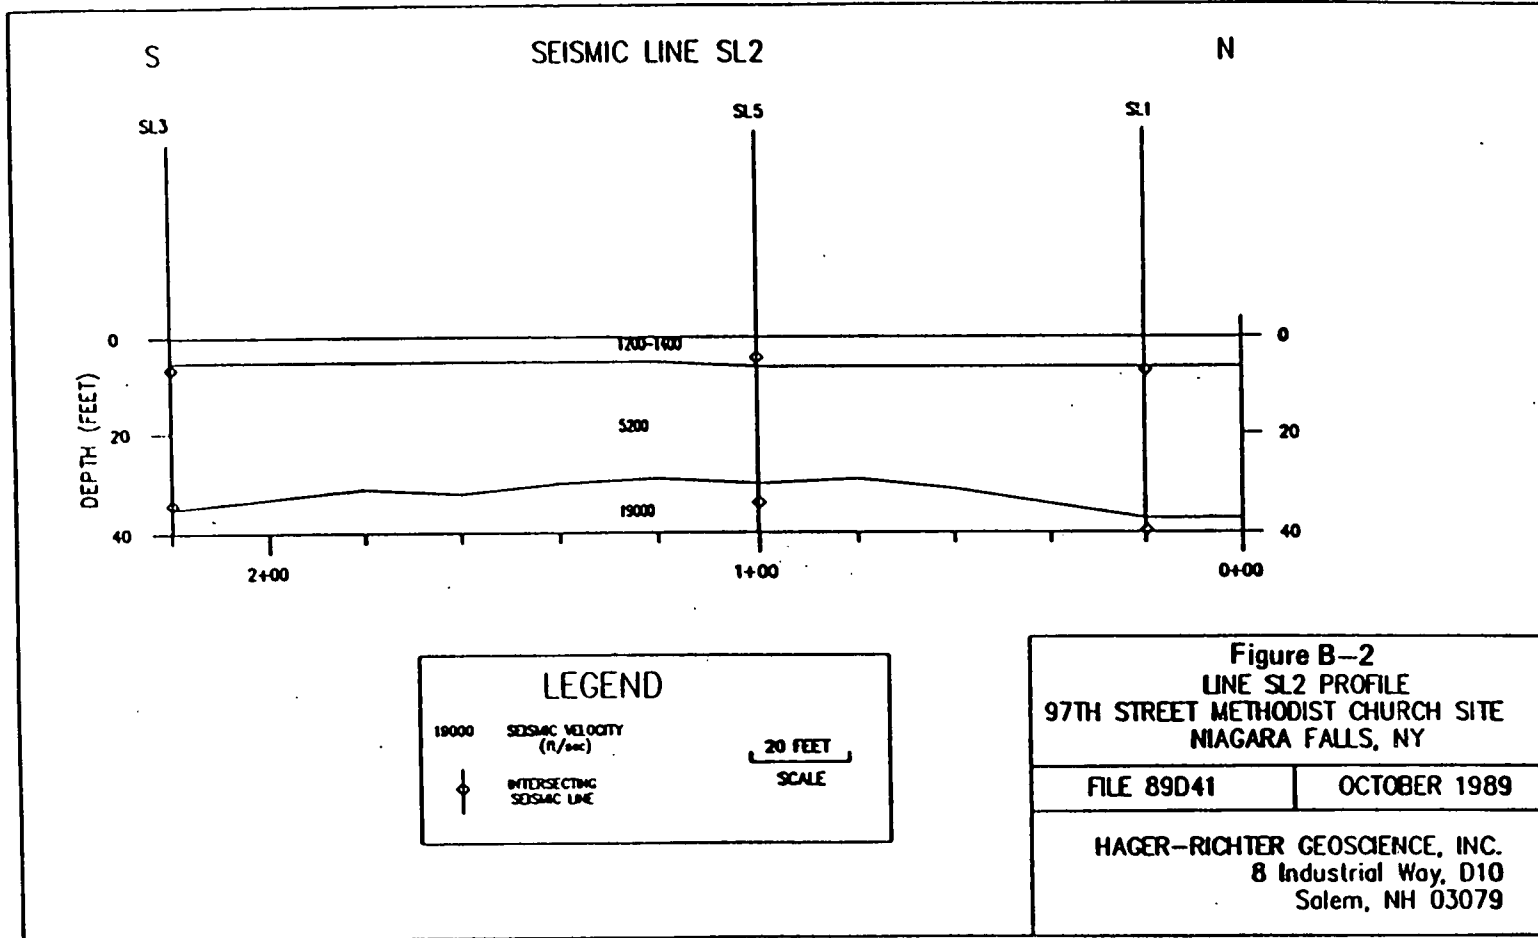 S
SEISMIC LINE SL2
N
SL3
SL5
SL1
0
1200-1400
0
DEPTH (FEET)
20
5200
20
19000
40
40
2+00
1+00
0+00
LEGEND
19000 SEISMIC VELOCITY
(ft/sec)
INTERSECTING
SEISMIC LINE
20 FEET
SCALE
Figure B-2
LINE SL2 PROFILE
97TH STREET METHODIST CHURCH SITE
NIAGARA FALLS, NY
FILE 89D41
OCTOBER 1989
HAGER-RICHTER GEOSCIENCE, INC.
8 Industrial Way, D10
Salem, NH 03079